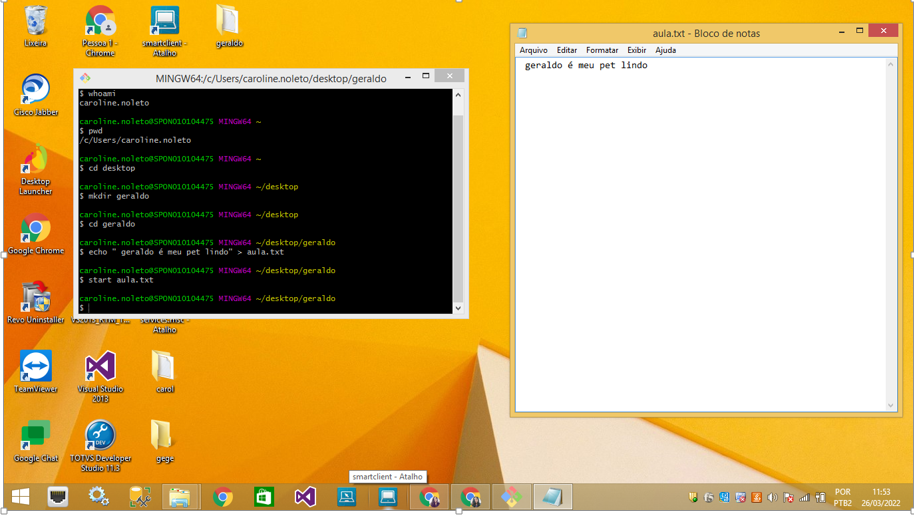 Lixeira
Pessoa 1 - Chrome
smartclient - Atalho
geraldo
Cisco Jabber
Desktop Launcher
Google Chrome
Revo Uninstaller
Atalho
TeamViewer
Visual Studio 2013
carol
Google Chat
TOTVS Developer Studio 11.3
gege
MINGW64:/c/Users/caroline.noleto/desktop/geraldo
$ whoami
caroline.noleto
caroline.noleto@SPON010104475 MINGW64 ~
$ pwd
/c/Users/caroline.noleto
caroline.noleto@SPON010104475 MINGW64 ~
$ cd desktop
caroline.noleto@SPON010104475 MINGW64 ~/desktop
$ mkdir geraldo
caroline.noleto@SPON010104475 MINGW64 ~/desktop
$ cd geraldo
caroline.noleto@SPON010104475 MINGW64 ~/desktop/geraldo
$ echo " geraldo é meu pet lindo" > aula.txt
caroline.noleto@SPON010104475 MINGW64 ~/desktop/geraldo
$ start aula.txt
caroline.noleto@SPON010104475 MINGW64 ~/desktop/geraldo
$
aula.txt - Bloco de notas
Arquivo Editar Formatar Exibir Ajuda
geraldo é meu pet lindo
smartclient - Atalho
POR
PTB2
11:53
26/03/2022